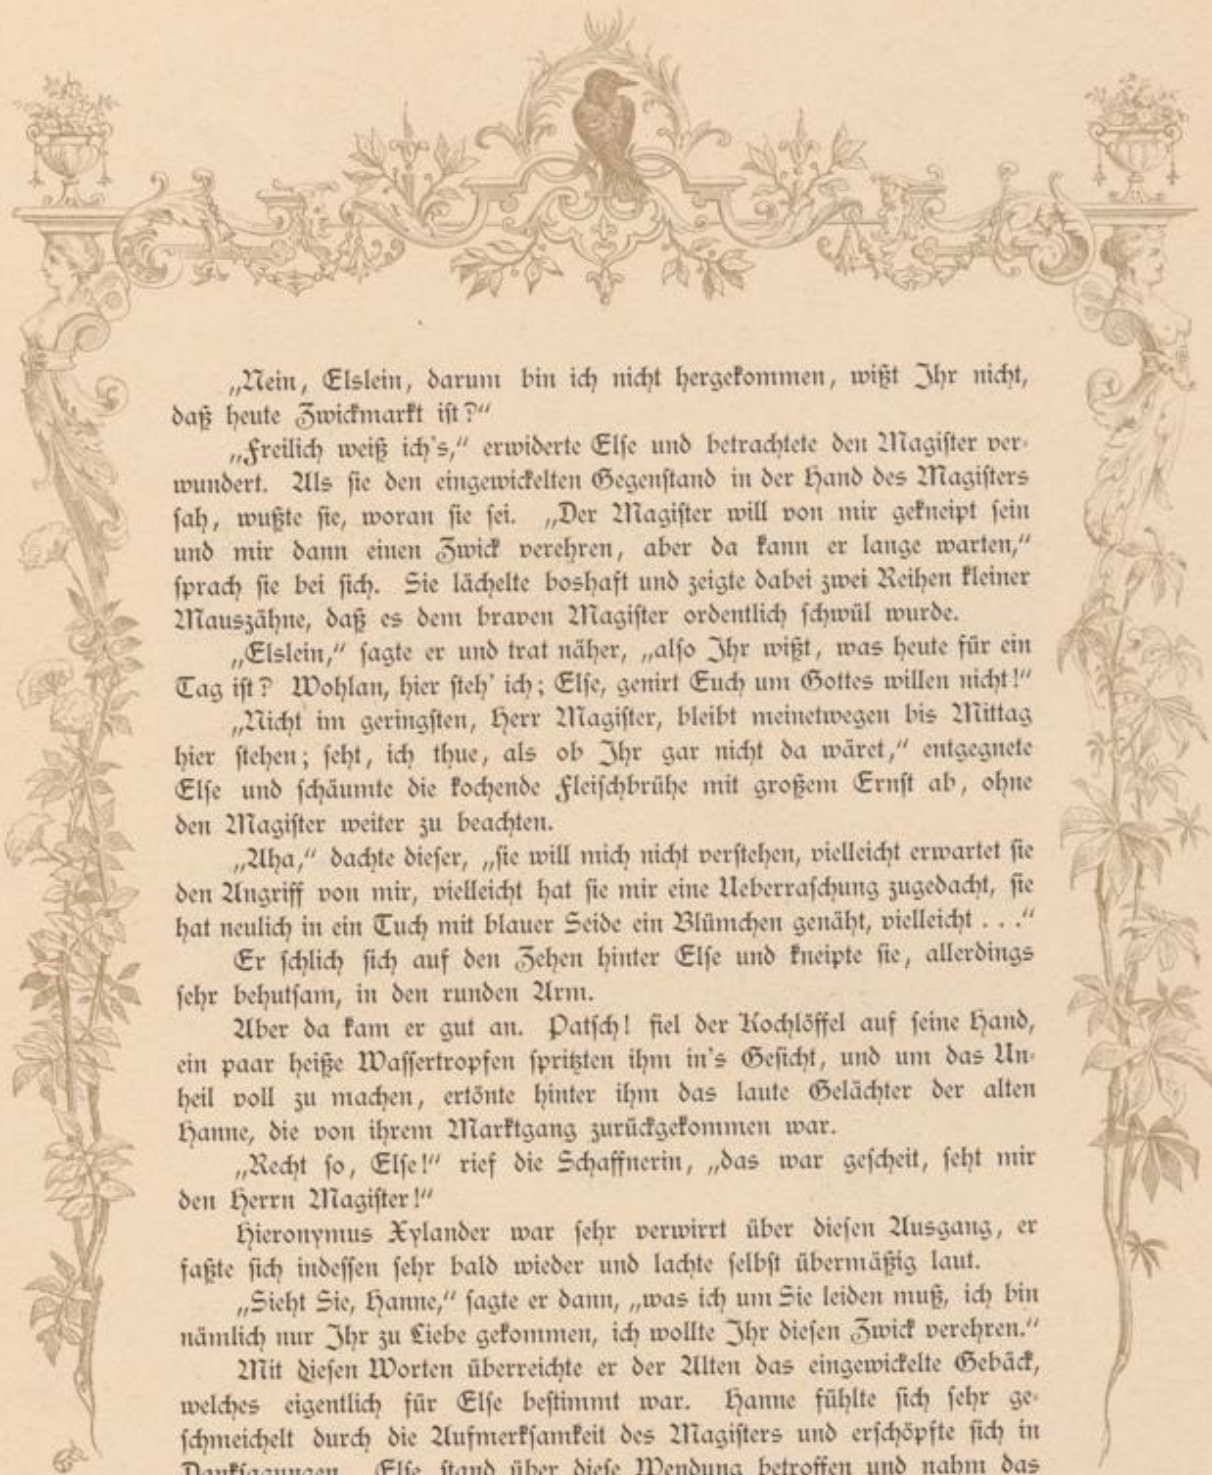 „Nein, Elslein, darum bin ich nicht hergekommen, wißt Ihr nicht,
daß heute Zwickmarkt ist?“
„Freilich weiß ich's,“ erwiderte Else und betrachtete den Magister ver-
wundert. Als sie den eingewickelten Gegenstand in der Hand des Magisters
sah, wußte sie, woran sie sei. „Der Magister will von mir gekneipt sein
und mir dann einen Zwick verehren, aber da kann er lange warten,“
sprach sie bei sich. Sie lächelte boshaft und zeigte dabei zwei Reihen kleiner
Mauszähne, daß es dem braven Magister ordentlich schwül wurde.
„Elslein,“ sagte er und trat näher, „also Ihr wißt, was heute für ein
Tag ist? Wohlan, hier steh' ich; Else, genirt Euch um Gottes willen nicht!“
„Nicht im geringsten, Herr Magister, bleibt meinetwegen bis Mittag
hier stehen; seht, ich thue, als ob Ihr gar nicht da wäret,“ entgegnete
Else und schäumte die kochende Fleischbrühe mit großem Ernst ab, ohne
den Magister weiter zu beachten.
„Aha,“ dachte dieser, „sie will mich nicht verstehen, vielleicht erwartet sie
den Angriff von mir, vielleicht hat sie mir eine Ueberraschung zugedacht, sie
hat neulich in ein Tuch mit blauer Seide ein Blümchen genäht, vielleicht . . .“
Er schlich sich auf den Zehen hinter Else und kneipte sie, allerdings
sehr behutsam, in den runden Arm.
Aber da kam er gut an. Patsch! fiel der Kochlöffel auf seine Hand,
ein paar heiße Wassertropfen spritzten ihm in's Gesicht, und um das Un-
heil voll zu machen, ertönte hinter ihm das laute Gelächter der alten
Hanne, die von ihrem Marktgang zurückgekommen war.
„Recht so, Else!“ rief die Schaffnerin, „das war gescheit, seht mir
den Herrn Magister!“
Hieronymus Xylander war sehr verwirrt über diesen Ausgang, er
faßte sich indessen sehr bald wieder und lachte selbst übermäßig laut.
„Sieht Sie, Hanne,“ sagte er dann, „was ich um Sie leiden muß, ich bin
nämlich nur Ihr zu Liebe gekommen, ich wollte Ihr diesen Zwick verehren.“
Mit diesen Worten überreichte er der Alten das eingewickelte Gebäck,
welches eigentlich für Else bestimmt war. Hanne fühlte sich sehr ge-
schmeichelt durch die Aufmerksamkeit des Magisters und erschöpfte sich in
Danksagungen. Else stand über diese Wendung betroffen und nahm das